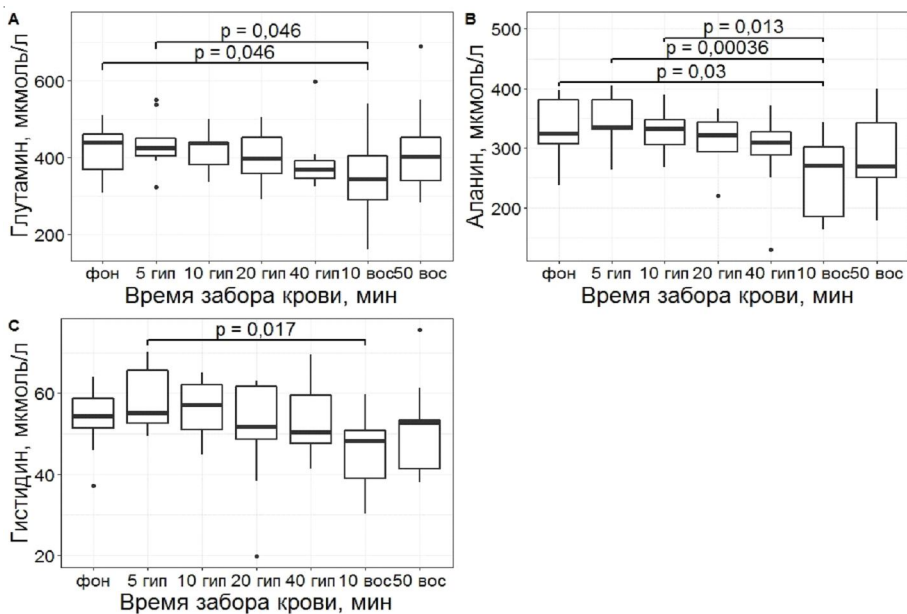 A
p = 0,046
p = 0,046
600
400
200
Глутамин, мкмоль/л
фон 5 гип 10 гип 20 гип 40 гип 10 вос 50 вос
Время забора крови, мин
B
p = 0,013
p = 0,00036
p = 0,03
500
400
300
200
Аланин, мкмоль/л
фон 5 гип 10 гип 20 гип 40 гип 10 вос 50 вос
Время забора крови, мин
C
p = 0,017
60
40
20
Гистидин, мкмоль/л
фон 5 гип 10 гип 20 гип 40 гип 10 вос 50 вос
Время забора крови, мин